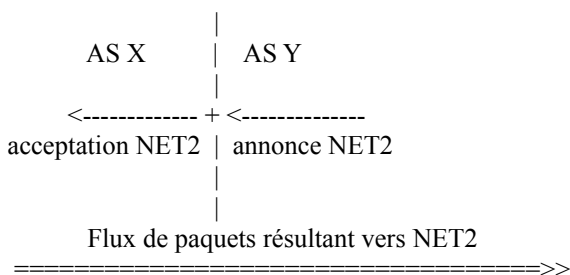 |
AS X | AS Y
|
<------------- + <--------------
acceptation NET2 | annonce NET2
|
|
Flux de paquets résultant vers NET2
===================================>>